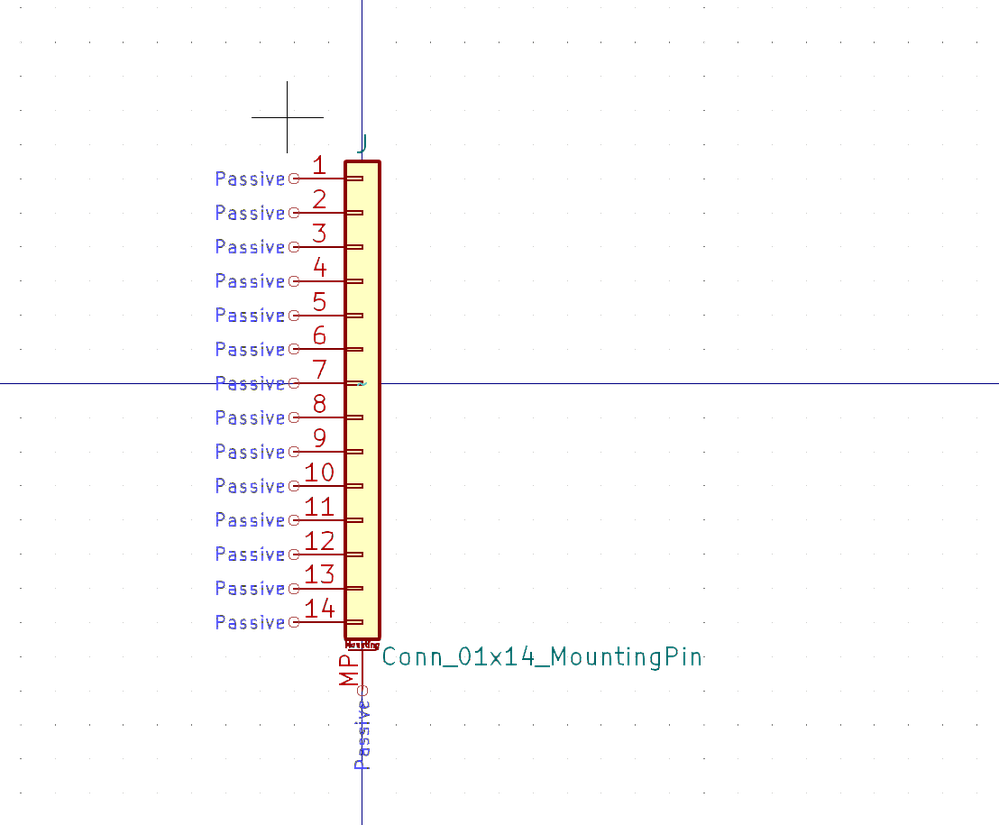 J
Passive 1
Passive 2
Passive 3
Passive 4
Passive 5
Passive 6
Passive 7
Passive 8
Passive 9
Passive 10
Passive 11
Passive 12
Passive 13
Passive 14
Mounting
MP
Conn_01x14_MountingPin
Passive